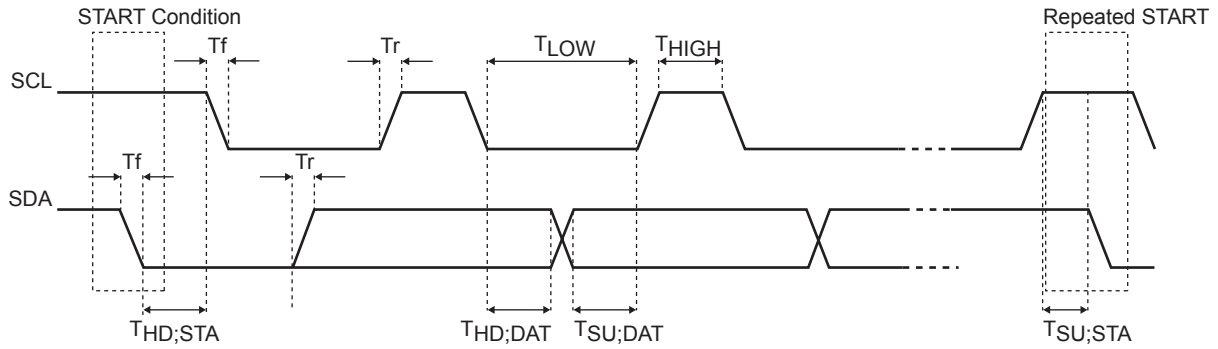 START Condition
Repeated START
Tf
Tr
TLOW
THIGH
SCL
Tf
Tr
SDA
THD;STA
THD;DAT
TSU;DAT
TSU;STA